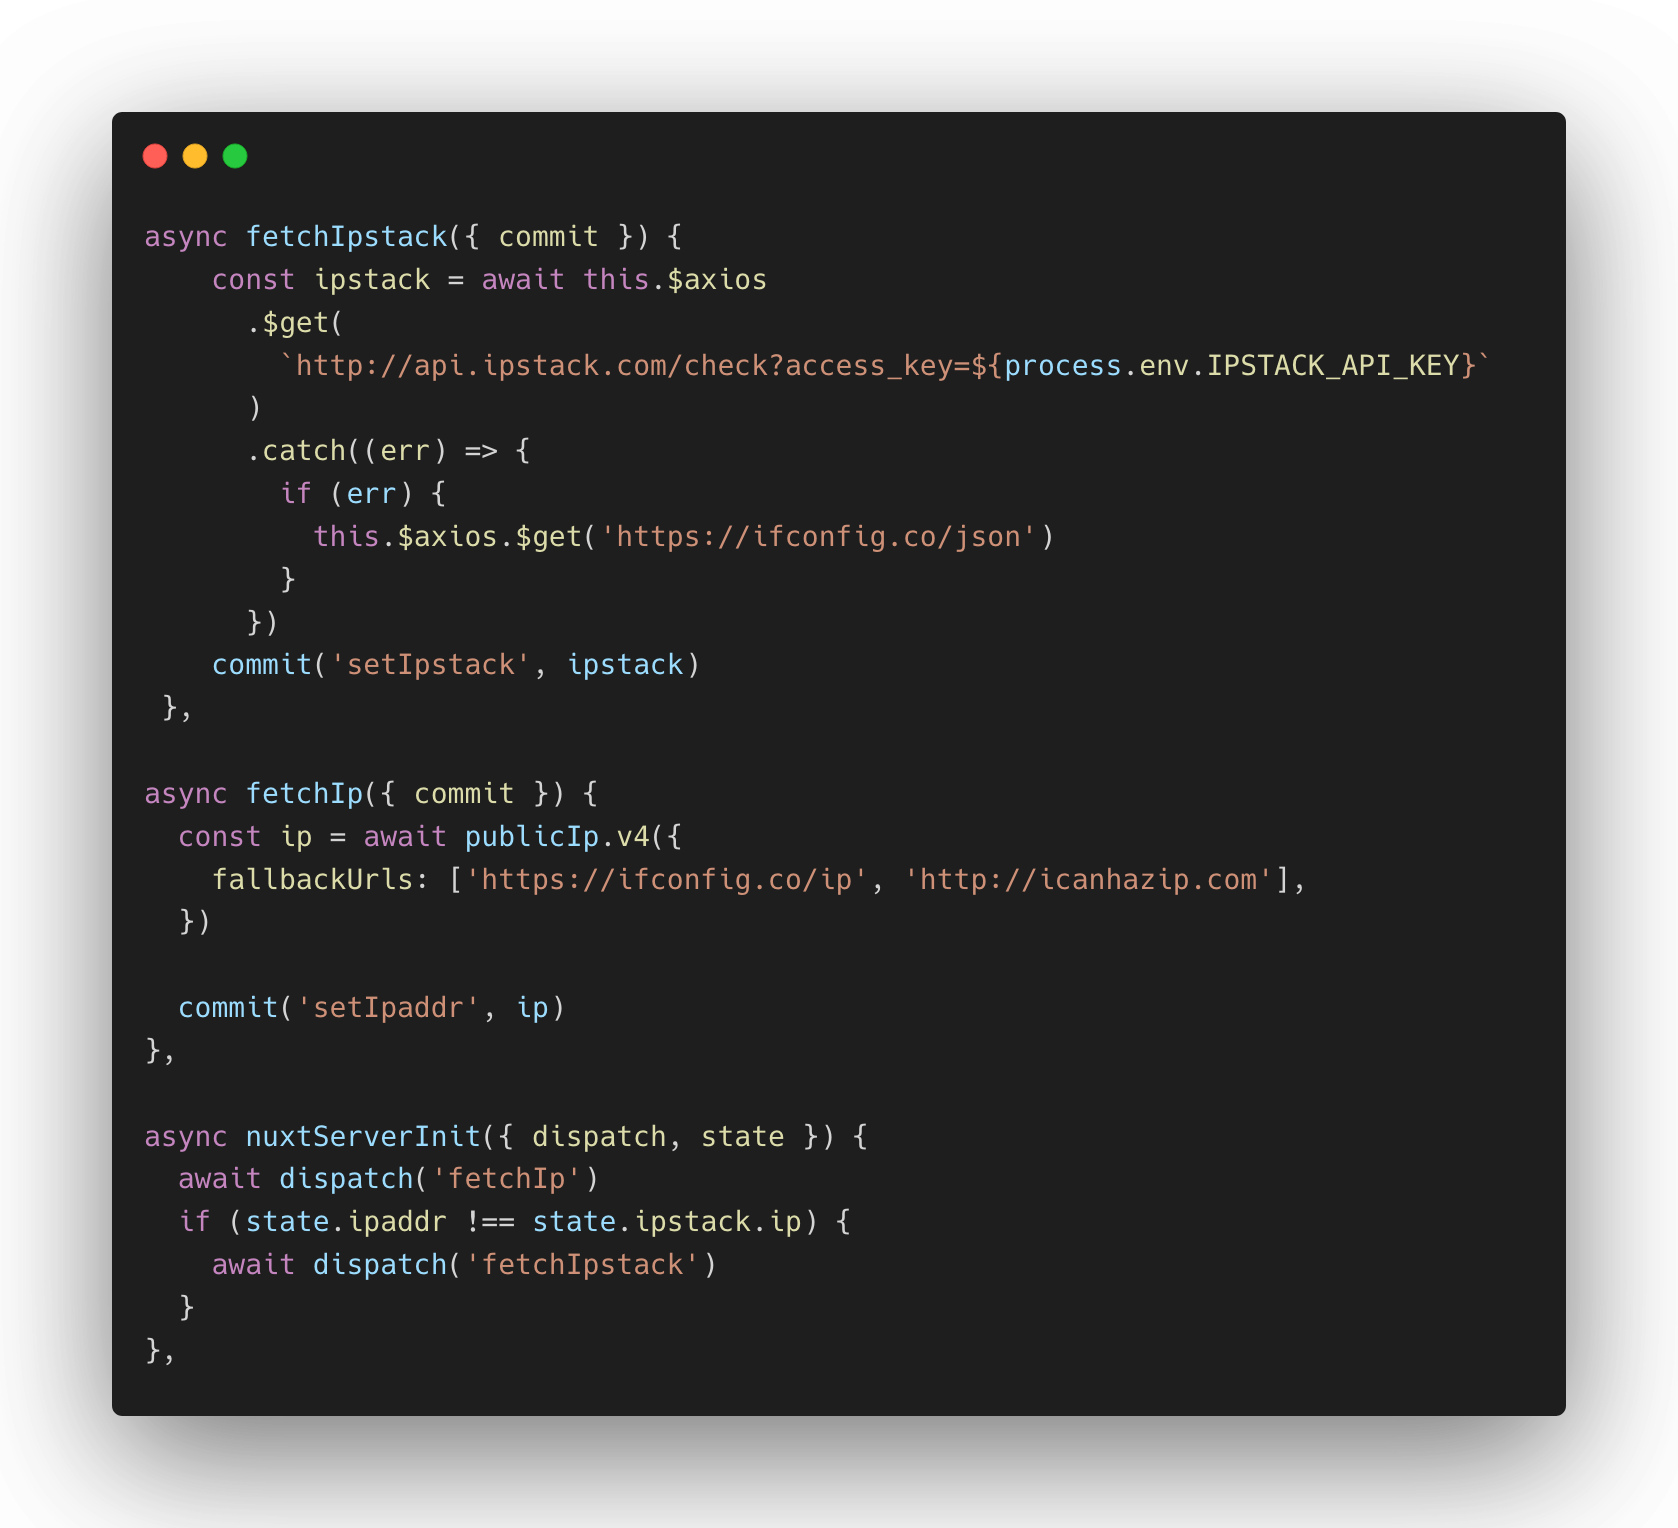 async fetchIpstack({ commit }) {
    const ipstack = await this.$axios
      .$get(
        `http://api.ipstack.com/check?access_key=${process.env.IPSTACK_API_KEY}`
      )
      .catch((err) => {
        if (err) {
          this.$axios.$get('https://ifconfig.co/json')
        }
      })
    commit('setIpstack', ipstack)
 },

async fetchIp({ commit }) {
  const ip = await publicIp.v4({
    fallbackUrls: ['https://ifconfig.co/ip', 'http://icanhazip.com'],
  })

  commit('setIpaddr', ip)
},

async nuxtServerInit({ dispatch, state }) {
  await dispatch('fetchIp')
  if (state.ipaddr !== state.ipstack.ip) {
    await dispatch('fetchIpstack')
  }
},